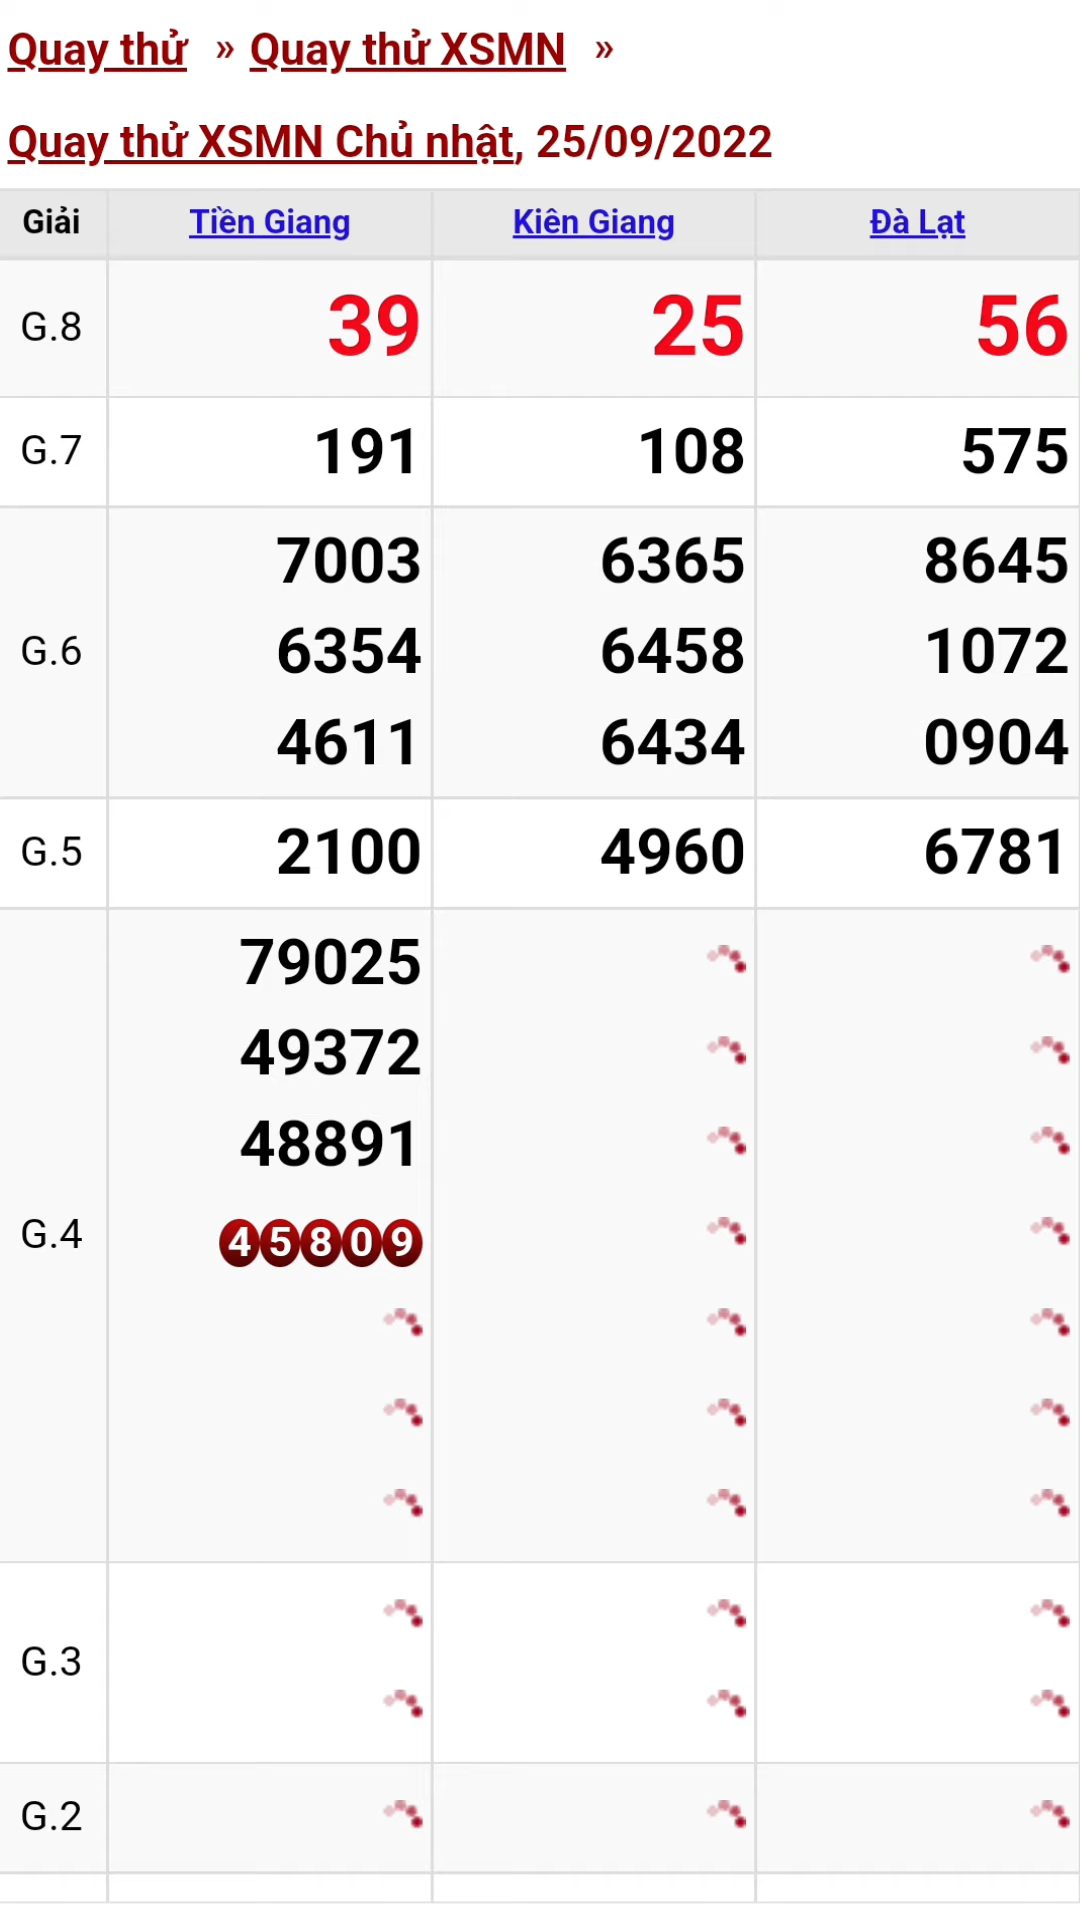 Quay thử » Quay thử XSMN »
Quay thử XSMN Chủ nhật, 25/09/2022
Giải Tiền Giang Kiên Giang Đà Lạt
G.8 39 25 56
G.7 191 108 575
G.6 7003 6365 8645
6354 6458 1072
4611 6434 0904
G.5 2100 4960 6781
G.4 79025
49372
48891
45809
G.3
G.2